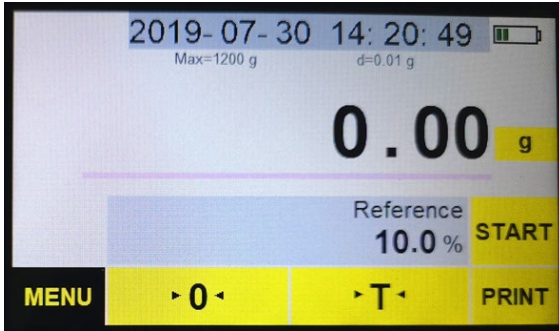 2019-07-30 14:20:49
Max=1200 g d=0.01 g
0.00 g
Reference
10.0 %
START
MENU ►0◄ ►T◄ PRINT